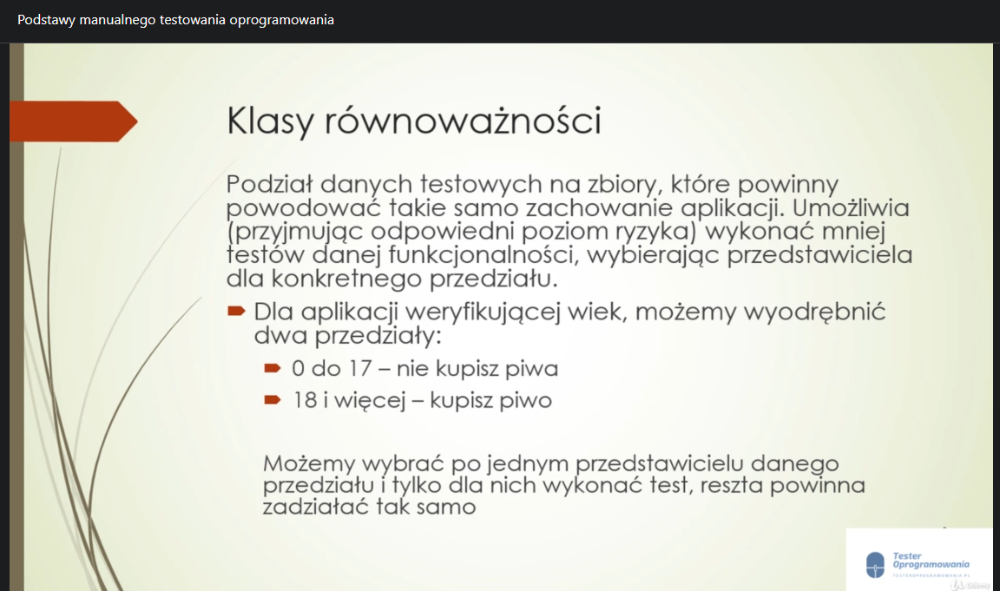 Podstawy manualnego testowania oprogramowania
Klasy równoważności
Podział danych testowych na zbiory, które powinny
powodować takie samo zachowanie aplikacji. Umożliwia
(przyjmując odpowiedni poziom ryzyka) wykonać mniej
testów danej funkcjonalności, wybierając przedstawiciela
dla konkretnego przedziału.
Dla aplikacji weryfikującej wiek, możemy wyodrębnić
dwa przedziały:
0 do 17 – nie kupisz piwa
18 i więcej – kupisz piwo
Możemy wybrać po jednym przedstawicielu danego
przedziału i tylko dla nich wykonać test, reszta powinna
zadziałać tak samo
Tester
Oprogramowania
TESTEROPROGRAMOWANIA.PL
Udemy